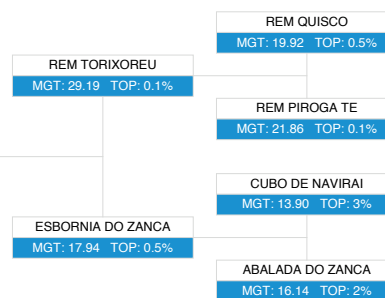 REM QUISCO
MGT: 19.92 TOP: 0.5%
REM TORIXOREU
MGT: 29.19 TOP: 0.1%
REM PIROGA TE
MGT: 21.86 TOP: 0.1%
CUBO DE NAVIRAI
MGT: 13.90 TOP: 3%
ESBORNIA DO ZANCA
MGT: 17.94 TOP: 0.5%
ABALADA DO ZANCA
MGT: 16.14 TOP: 2%